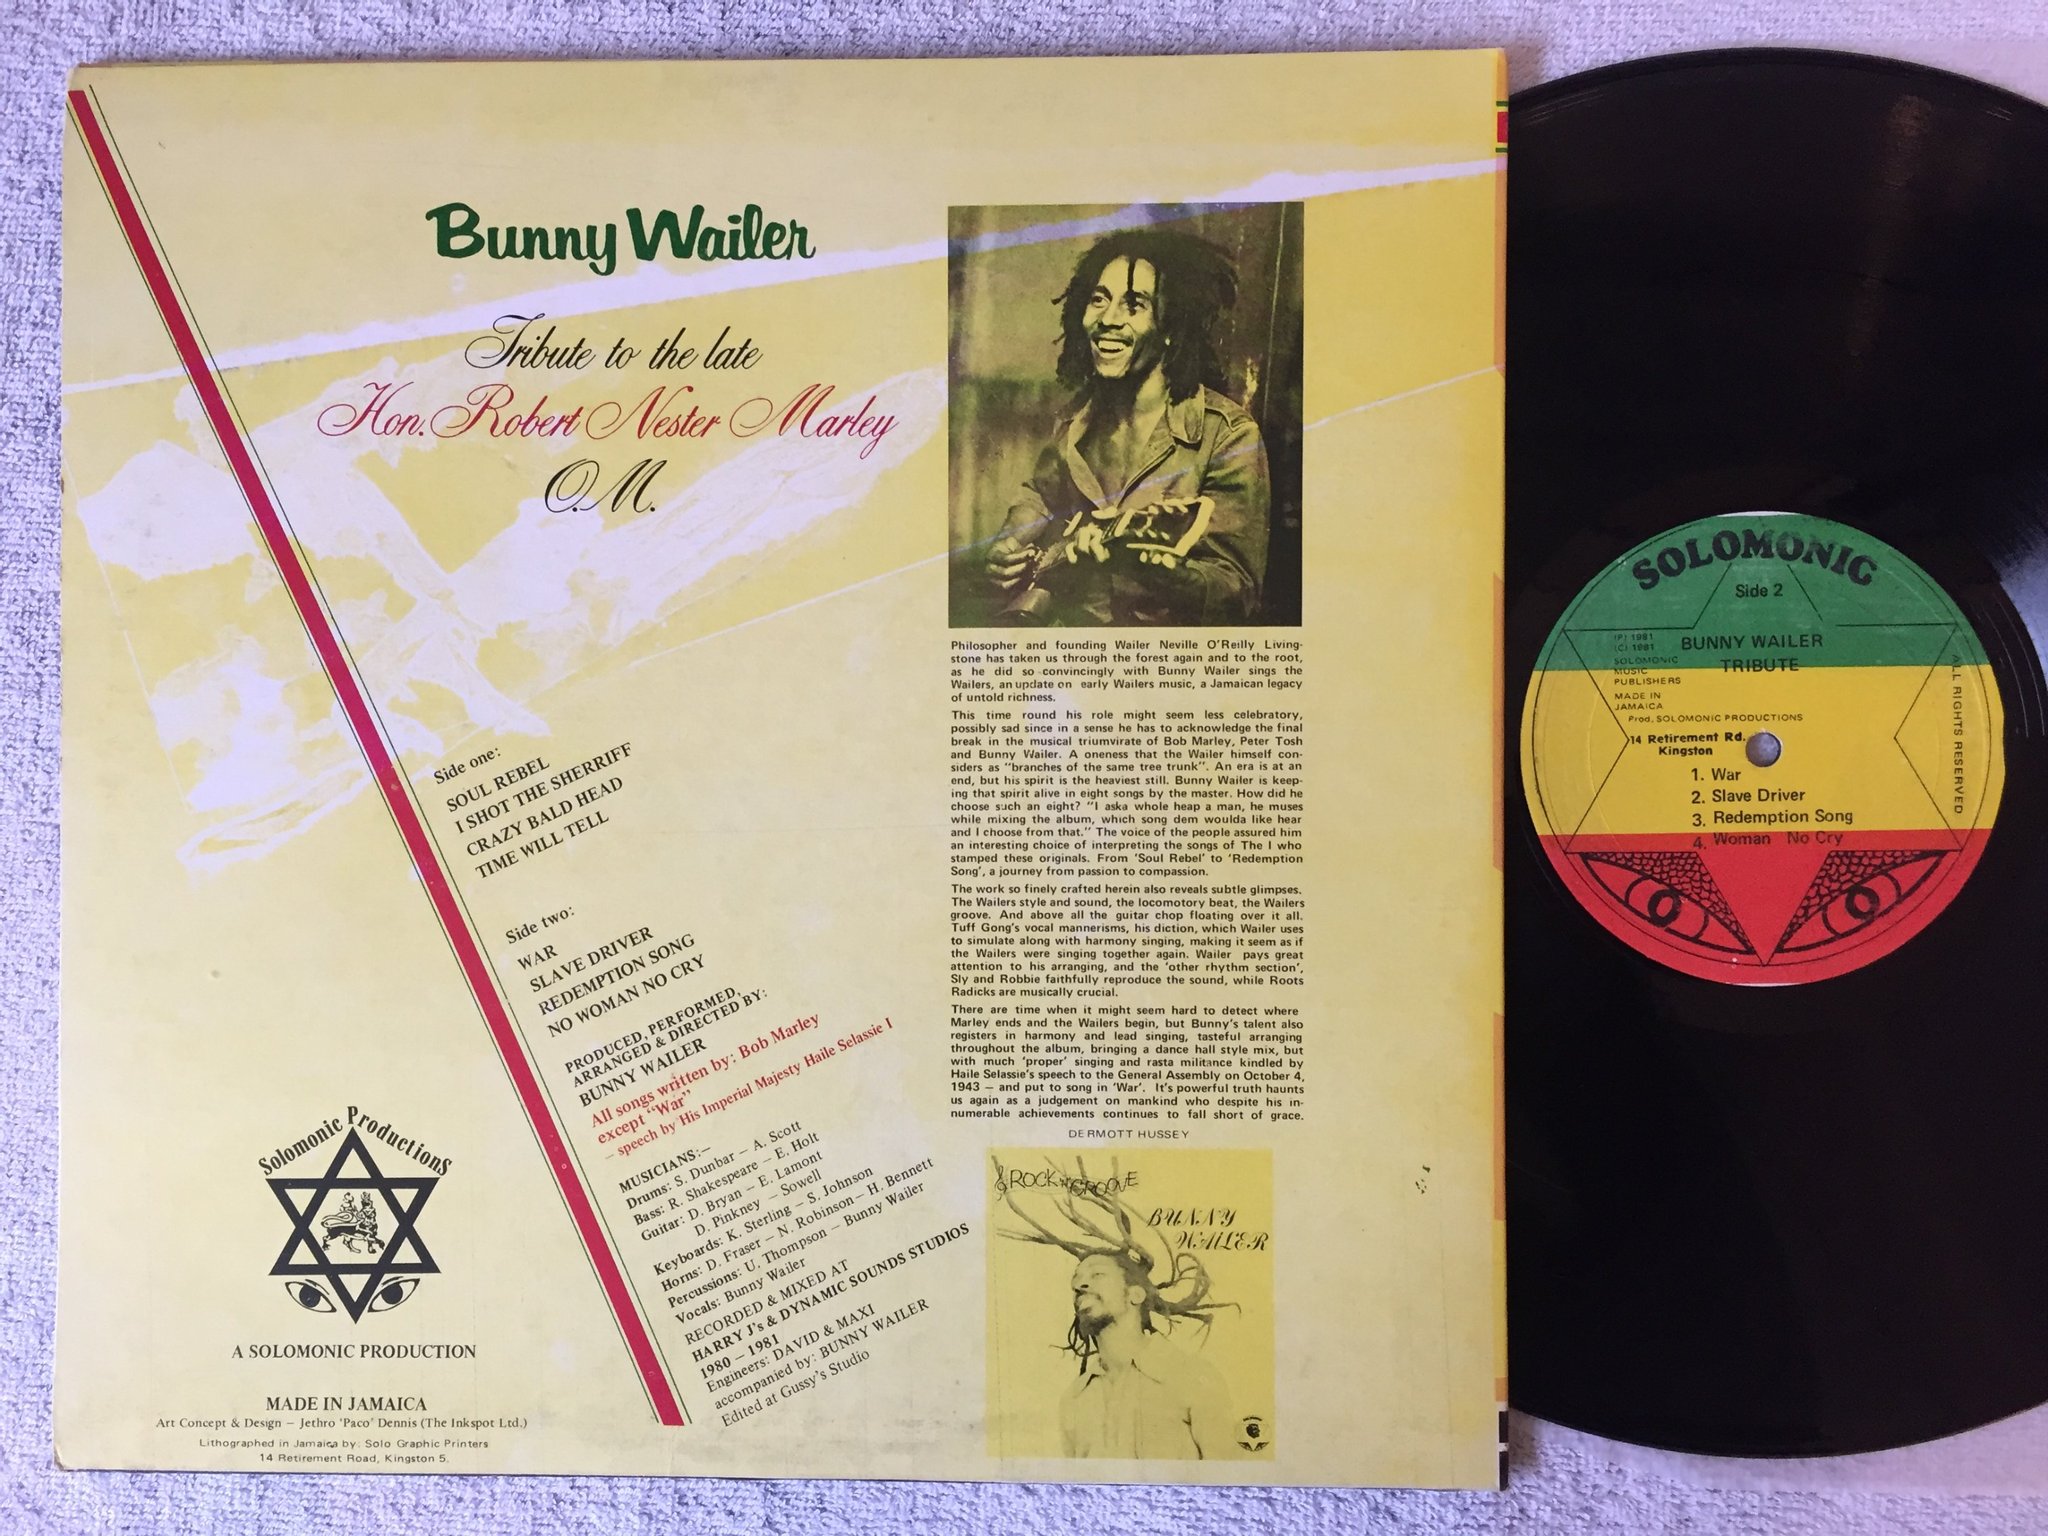 Bunny Wailer
Tribute to the late
Hon. Robert Nester Marley
O.M.
Side one:
SOUL REBEL
I SHOT THE SHERRIFF
CRAZY BALD HEAD
TIME WILL TELL
Side two:
WAR
SLAVE DRIVER
REDEMPTION SONG
NO WOMAN NO CRY
PRODUCED, PERFORMED,
ARRANGED & DIRECTED BY:
BUNNY WAILER
All songs written by: Bob Marley
except "War"
– speech by His Imperial Majesty Haile Selassie I
MUSICIANS:–
Drums: S. Dunbar – A. Scott
Bass: R. Shakespeare – E. Holt
Guitar: D. Bryan – E. Lamont
D. Pinkney – Sowell
Keyboards: K. Sterling – S. Johnson
Horns: D. Fraser – N. Robinson – H. Bennett
Percussions: U. Thompson – Bunny Wailer
Vocals: Bunny Wailer
RECORDED & MIXED AT
HARRY J's & DYNAMIC SOUNDS STUDIOS
1980 – 1981
Engineers: DAVID & MAXI
accompanied by: BUNNY WAILER
Edited at Gussy's Studio
Solomonic ProductionS
A SOLOMONIC PRODUCTION
MADE IN JAMAICA
Art Concept & Design – Jethro 'Paco' Dennis (The Inkspot Ltd.)
Lithographed in Jamaica by: Solo Graphic Printers
14 Retirement Road, Kingston 5.
Philosopher and founding Wailer Neville O'Reilly Living-
stone has taken us through the forest again and to the root,
as he did so convincingly with Bunny Wailer sings the
Wailers, an update on early Wailers music, a Jamaican legacy
of untold richness.
This time round his role might seem less celebratory,
possibly sad since in a sense he has to acknowledge the final
break in the musical triumvirate of Bob Marley, Peter Tosh
and Bunny Wailer. A oneness that the Wailer himself con-
siders as "branches of the same tree trunk". An era is at an
end, but his spirit is the heaviest still. Bunny Wailer is keep-
ing that spirit alive in eight songs by the master. How did he
choose such an eight? "I aska whole heap a man, he muses
while mixing the album, which song dem woulda like hear
and I choose from that." The voice of the people assured him
an interesting choice of interpreting the songs of The I who
stamped these originals. From 'Soul Rebel' to 'Redemption
Song', a journey from passion to compassion.
The work so finely crafted herein also reveals subtle glimpses.
The Wailers style and sound, the locomotory beat, the Wailers
groove. And above all the guitar chop floating over it all.
Tuff Gong's vocal mannerisms, his diction, which Wailer uses
to simulate along with harmony singing, making it seem as if
the Wailers were singing together again. Wailer pays great
attention to his arranging, and the 'other rhythm section',
Sly and Robbie faithfully reproduce the sound, while Roots
Radicks are musically crucial.
There are time when it might seem hard to detect where
Marley ends and the Wailers begin, but Bunny's talent also
registers in harmony and lead singing, tasteful arranging
throughout the album, bringing a dance hall style mix, but
with much 'proper' singing and rasta militance kindled by
Haile Selassie's speech to the General Assembly on October 4,
1943 – and put to song in 'War'. It's powerful truth haunts
us again as a judgement on mankind who despite his in-
numerable achievements continues to fall short of grace.
DERMOTT HUSSEY
ROCK 'N' GROOVE
BUNNY
WAILER
SOLOMONIC
Side 2
(P) 1981
(C) 1981
SOLOMONIC
MUSIC
PUBLISHERS
MADE IN
JAMAICA
BUNNY WAILER
TRIBUTE
Prod. SOLOMONIC PRODUCTIONS
14 Retirement Rd.
Kingston
1. War
2. Slave Driver
3. Redemption Song
4. Woman No Cry
ALL RIGHTS RESERVED